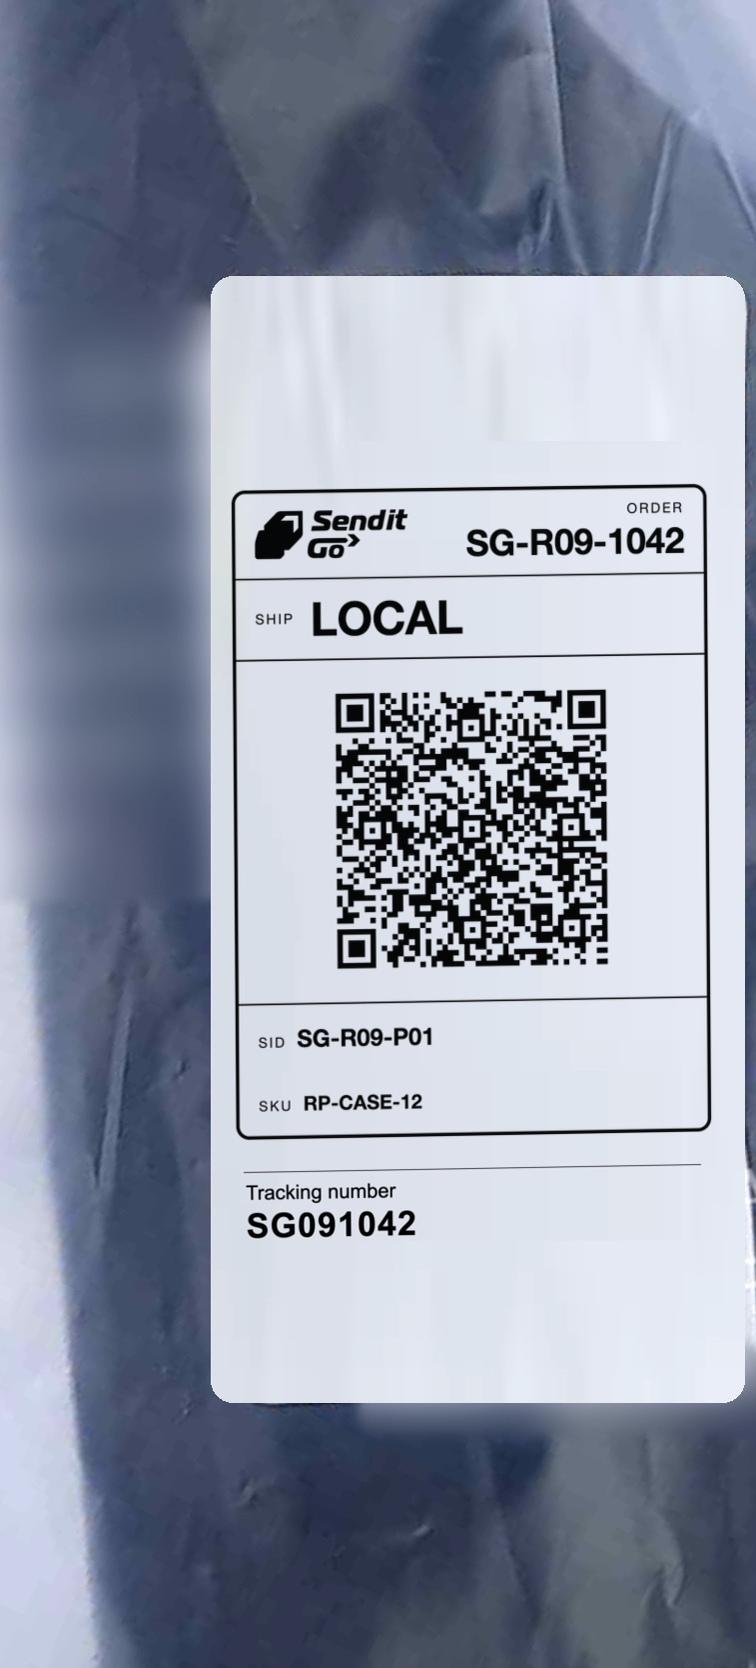 Sendit
Go
ORDER
SG-R09-1042
SHIP LOCAL
SID SG-R09-P01
SKU RP-CASE-12
Tracking number
SG091042